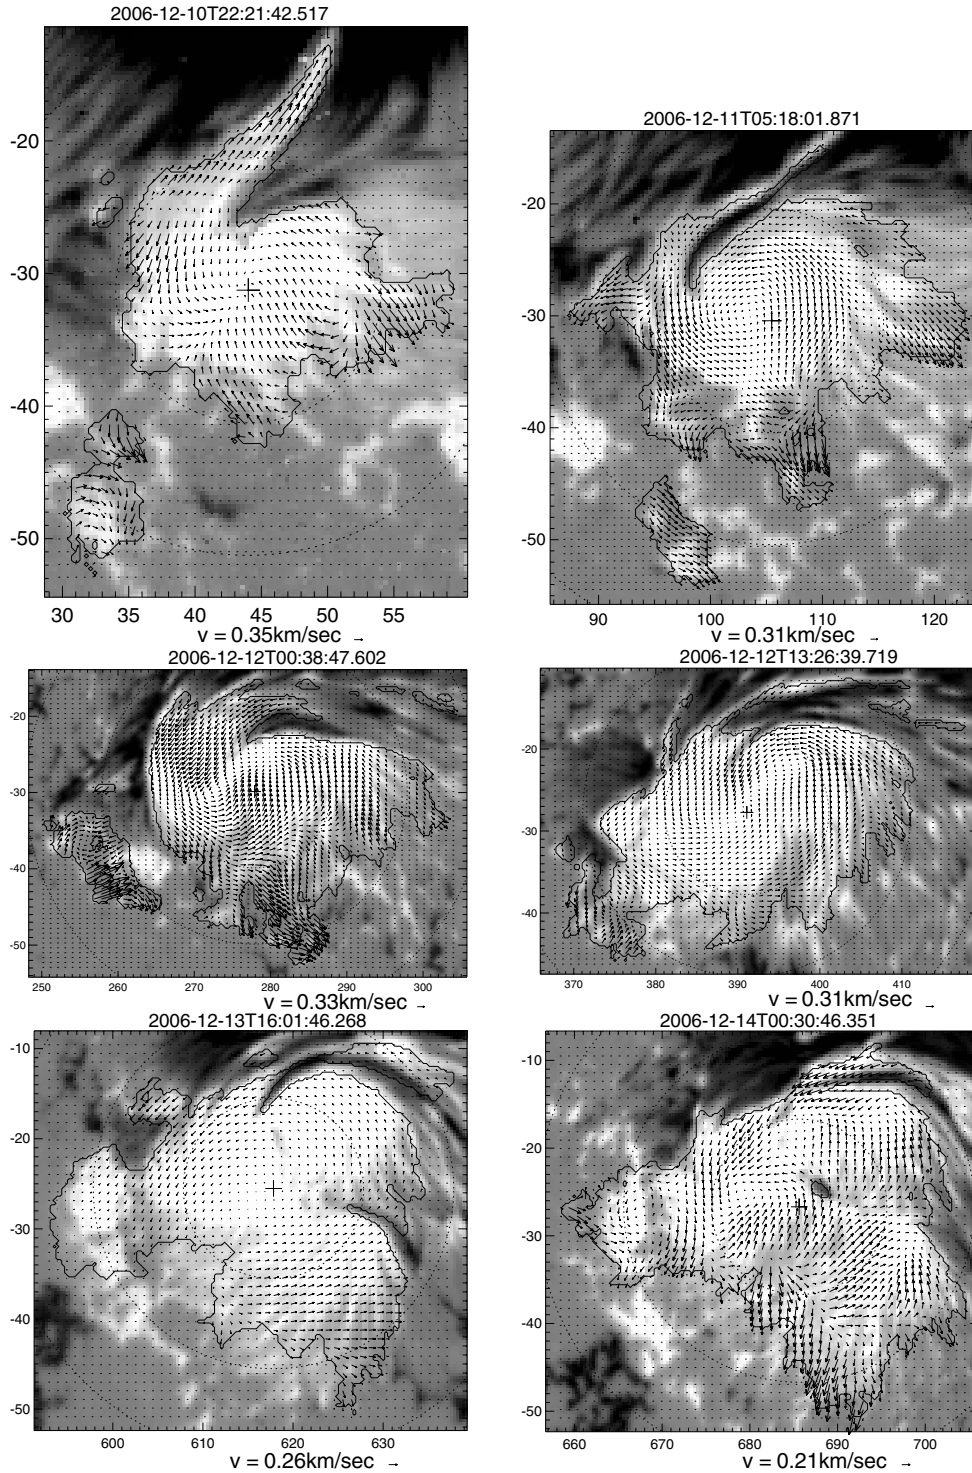 2006-12-10T22:21:42.517
-20
-30
-40
-50
30 35 40 45 50 55
v = 0.35km/sec →
2006-12-11T05:18:01.871
-20
-30
-40
-50
90 100 110 120
v = 0.31km/sec →
2006-12-12T00:38:47.602
-20
-30
-40
-50
250 260 270 280 290 300
v = 0.33km/sec →
2006-12-12T13:26:39.719
-20
-30
-40
370 380 390 400 410
v = 0.31km/sec →
2006-12-13T16:01:46.268
-10
-20
-30
-40
-50
600 610 620 630
v = 0.26km/sec →
2006-12-14T00:30:46.351
-10
-20
-30
-40
-50
660 670 680 690 700
v = 0.21km/sec →